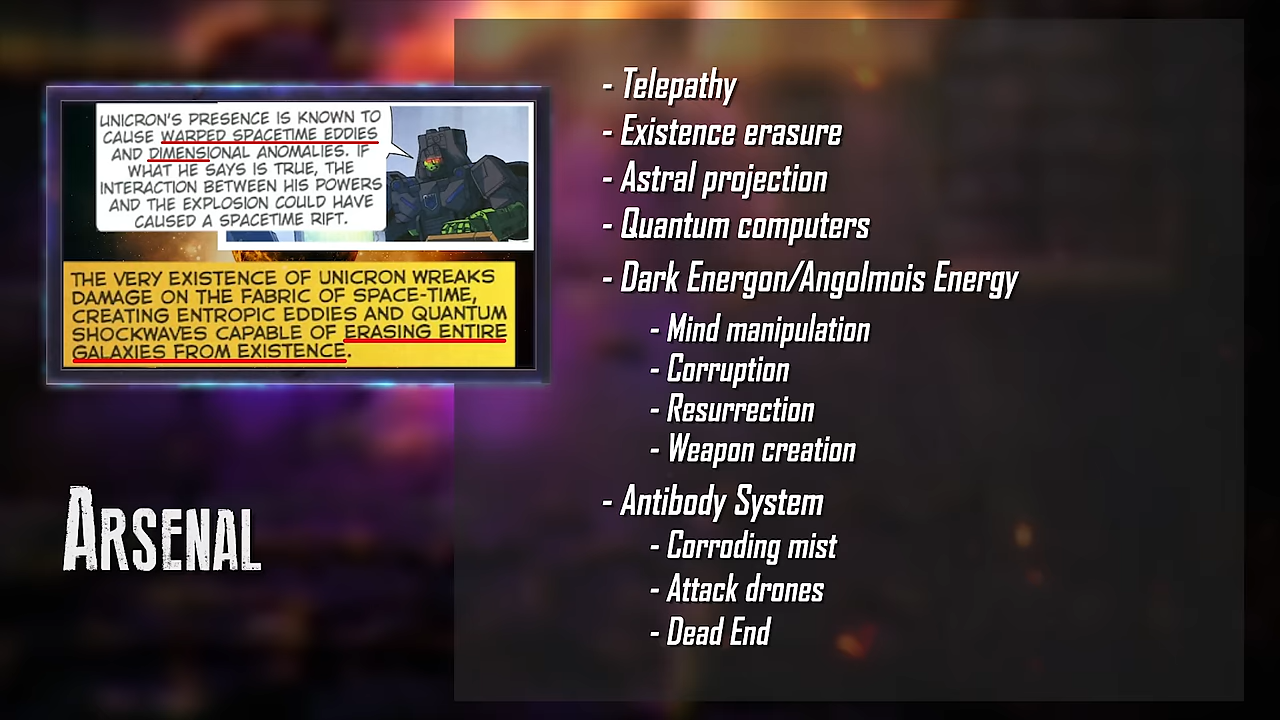 UNICRON'S PRESENCE IS KNOWN TO
CAUSE WARPED SPACETIME EDDIES
AND DIMENSIONAL ANOMALIES. IF
WHAT HE SAYS IS TRUE, THE
INTERACTION BETWEEN HIS POWERS
AND THE EXPLOSION COULD HAVE
CAUSED A SPACETIME RIFT.
THE VERY EXISTENCE OF UNICRON WREAKS
DAMAGE ON THE FABRIC OF SPACE-TIME,
CREATING ENTROPIC EDDIES AND QUANTUM
SHOCKWAVES CAPABLE OF ERASING ENTIRE
GALAXIES FROM EXISTENCE.
ARSENAL
- Telepathy
- Existence erasure
- Astral projection
- Quantum computers
- Dark Energon/Angolmois Energy
- Mind manipulation
- Corruption
- Resurrection
- Weapon creation
- Antibody System
- Corroding mist
- Attack drones
- Dead End